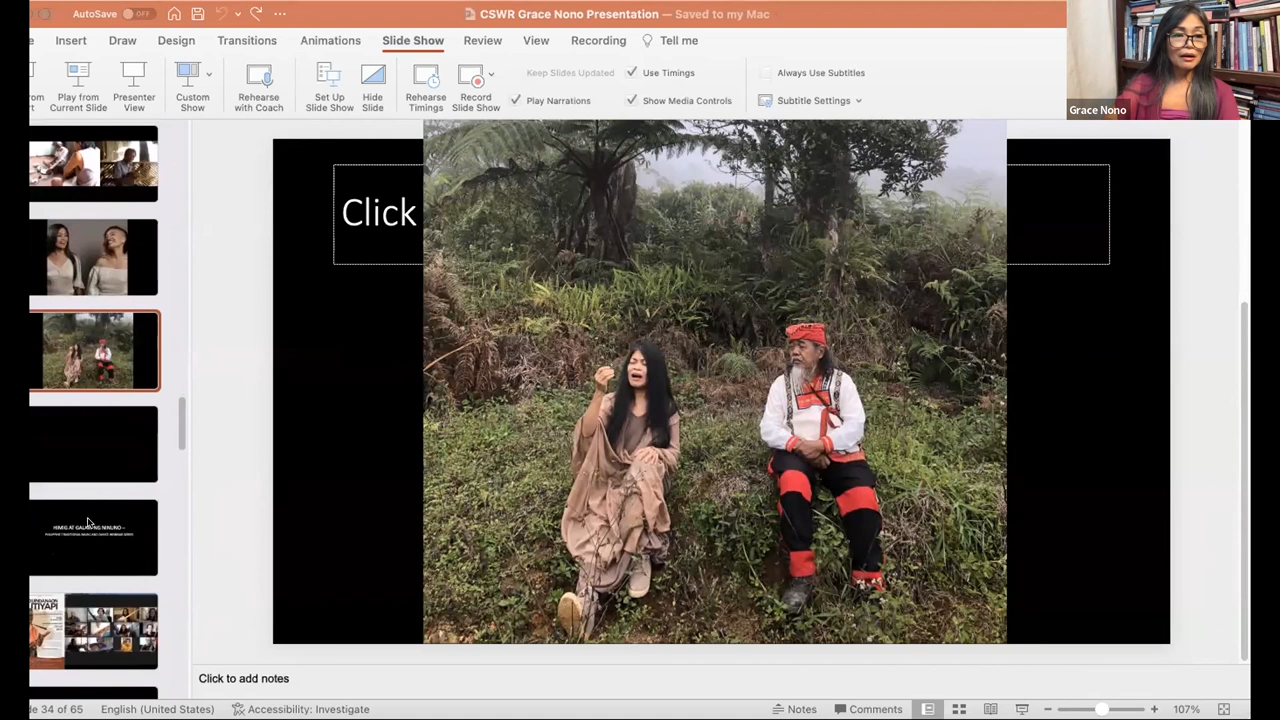 AutoSave OFF
CSWR Grace Nono Presentation — Saved to my Mac
Insert Draw Design Transitions Animations Slide Show Review View Recording Tell me
Play from
Current Slide
Presenter
View
Custom
Show
Rehearse
with Coach
Set Up
Slide Show
Hide
Slide
Rehearse
Timings
Record
Slide Show
Keep Slides Updated
Play Narrations
Use Timings
Show Media Controls
Always Use Subtitles
Subtitle Settings
Grace Nono
Click
Click to add notes
34 of 65 English (United States) Accessibility: Investigate Notes Comments 107%